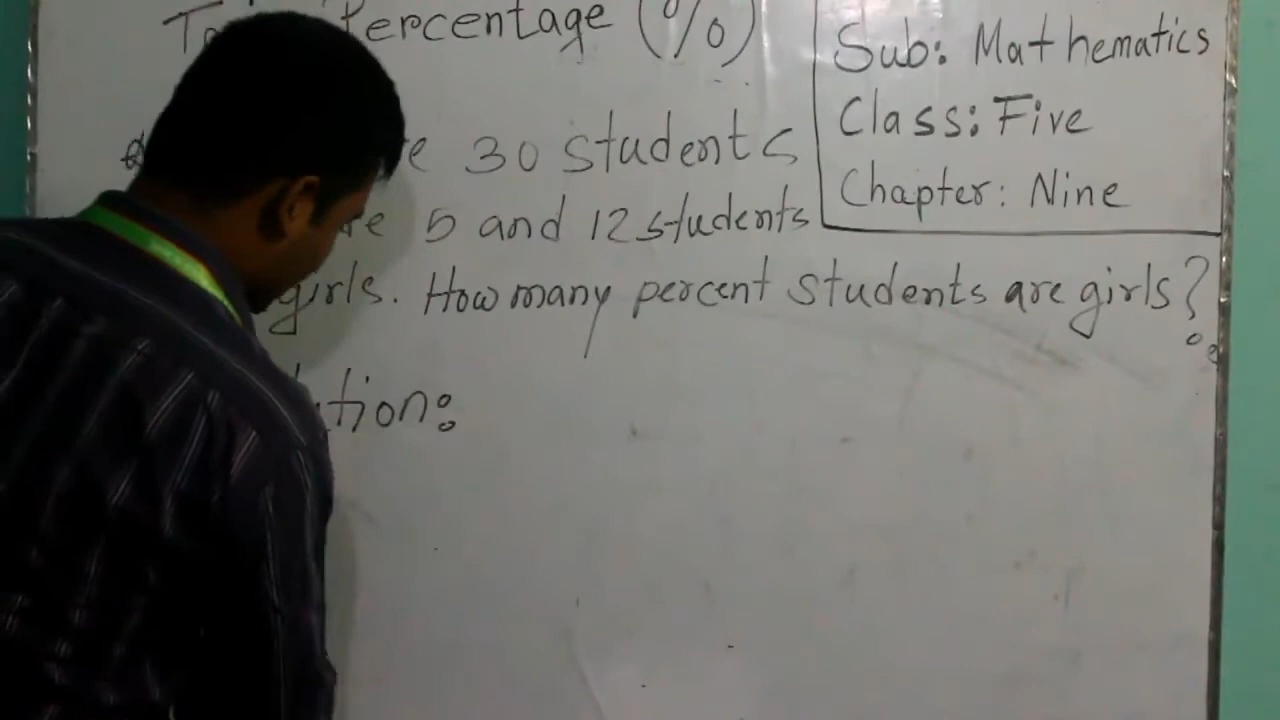 Percentage (%)
Sub: Mathematics
Class: Five
Chapter: Nine
30 students
5 and 12 students
girls. How many percent students are girls?